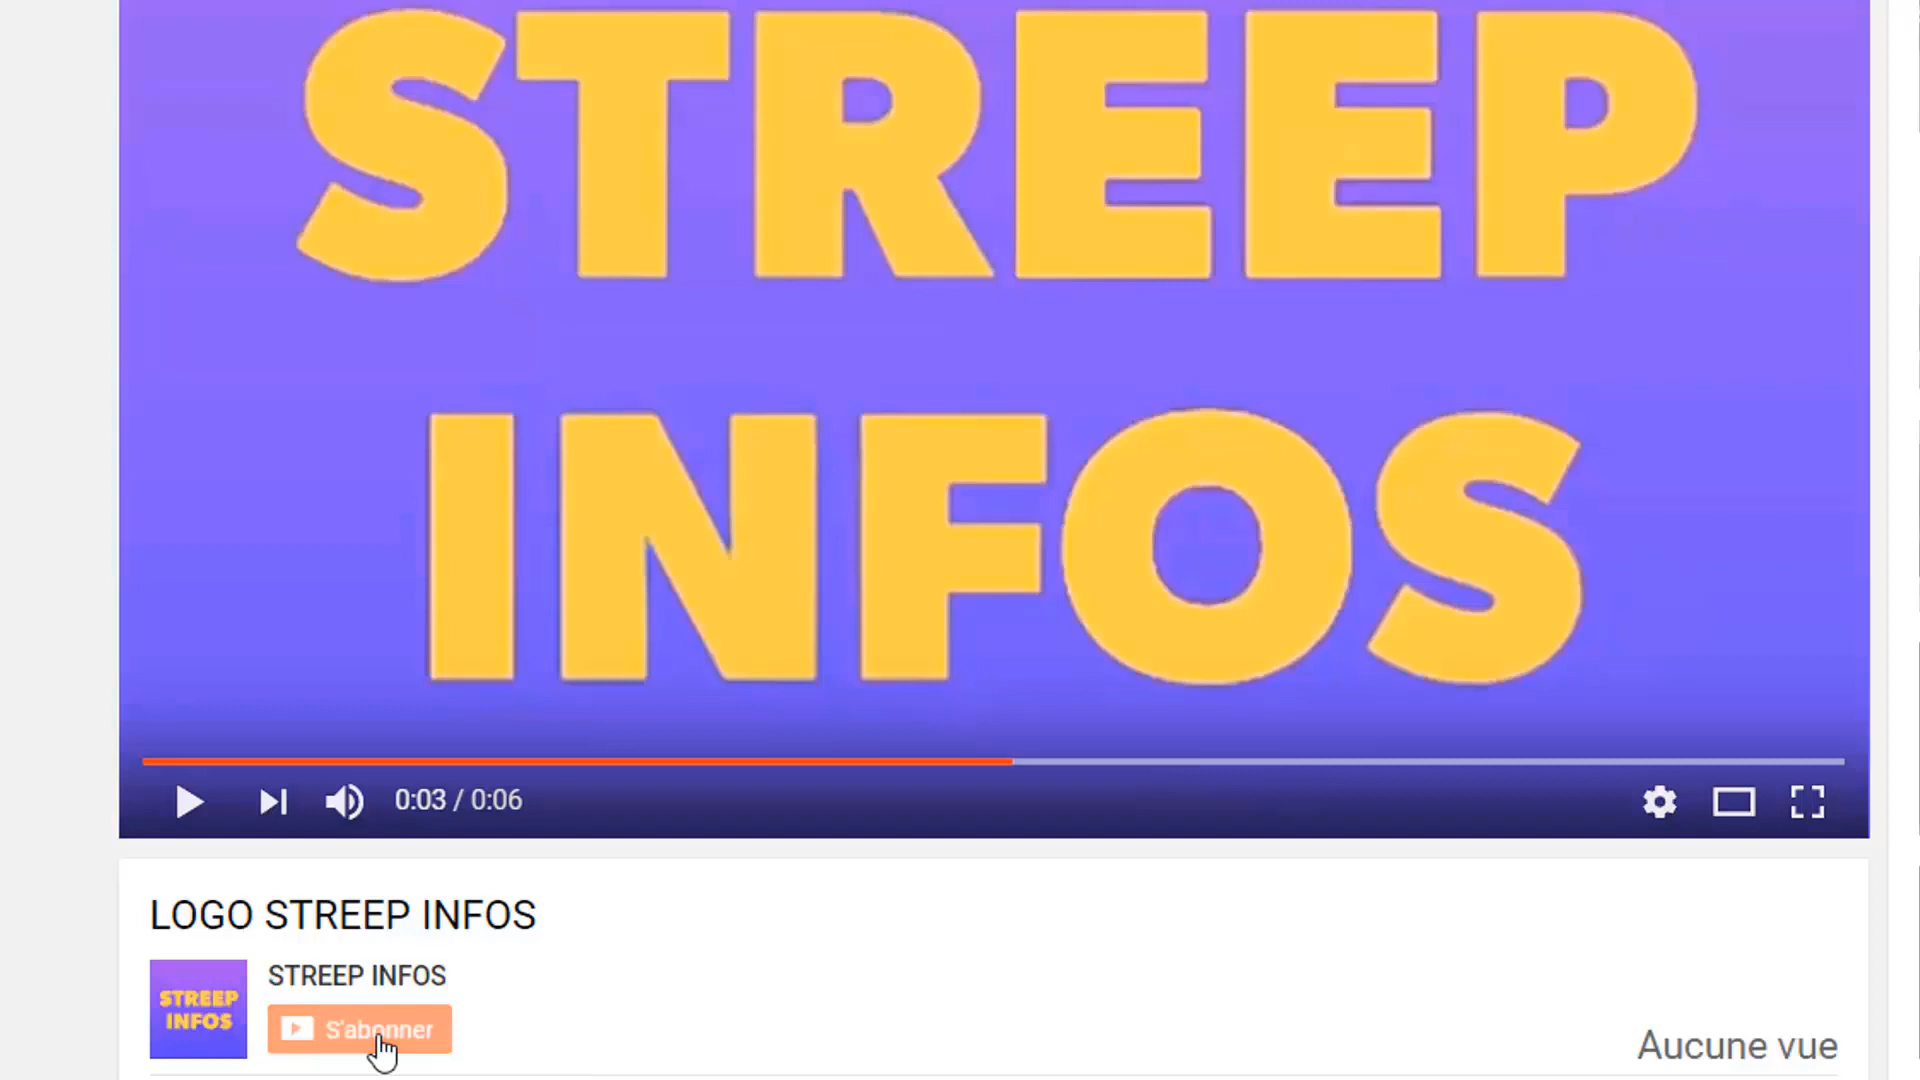 STREEP
INFOS
0:03 / 0:06
LOGO STREEP INFOS
STREEP INFOS
STREEP
INFOS
S'abonner
Aucune vue